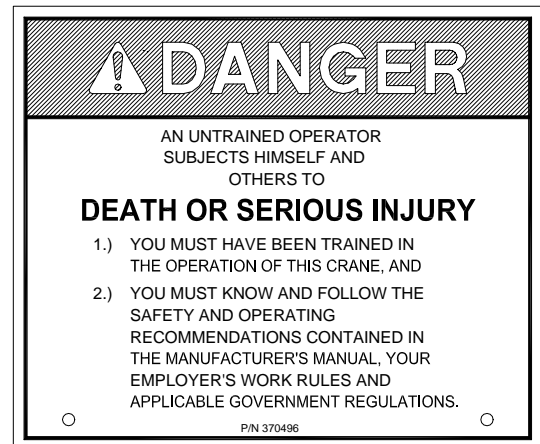 DANGER
AN UNTRAINED OPERATOR
SUBJECTS HIMSELF AND
OTHERS TO
DEATH OR SERIOUS INJURY
1.) YOU MUST HAVE BEEN TRAINED IN
THE OPERATION OF THIS CRANE, AND
2.) YOU MUST KNOW AND FOLLOW THE
SAFETY AND OPERATING
RECOMMENDATIONS CONTAINED IN
THE MANUFACTURER'S MANUAL, YOUR
EMPLOYER'S WORK RULES AND
APPLICABLE GOVERNMENT REGULATIONS.
P/N 370496